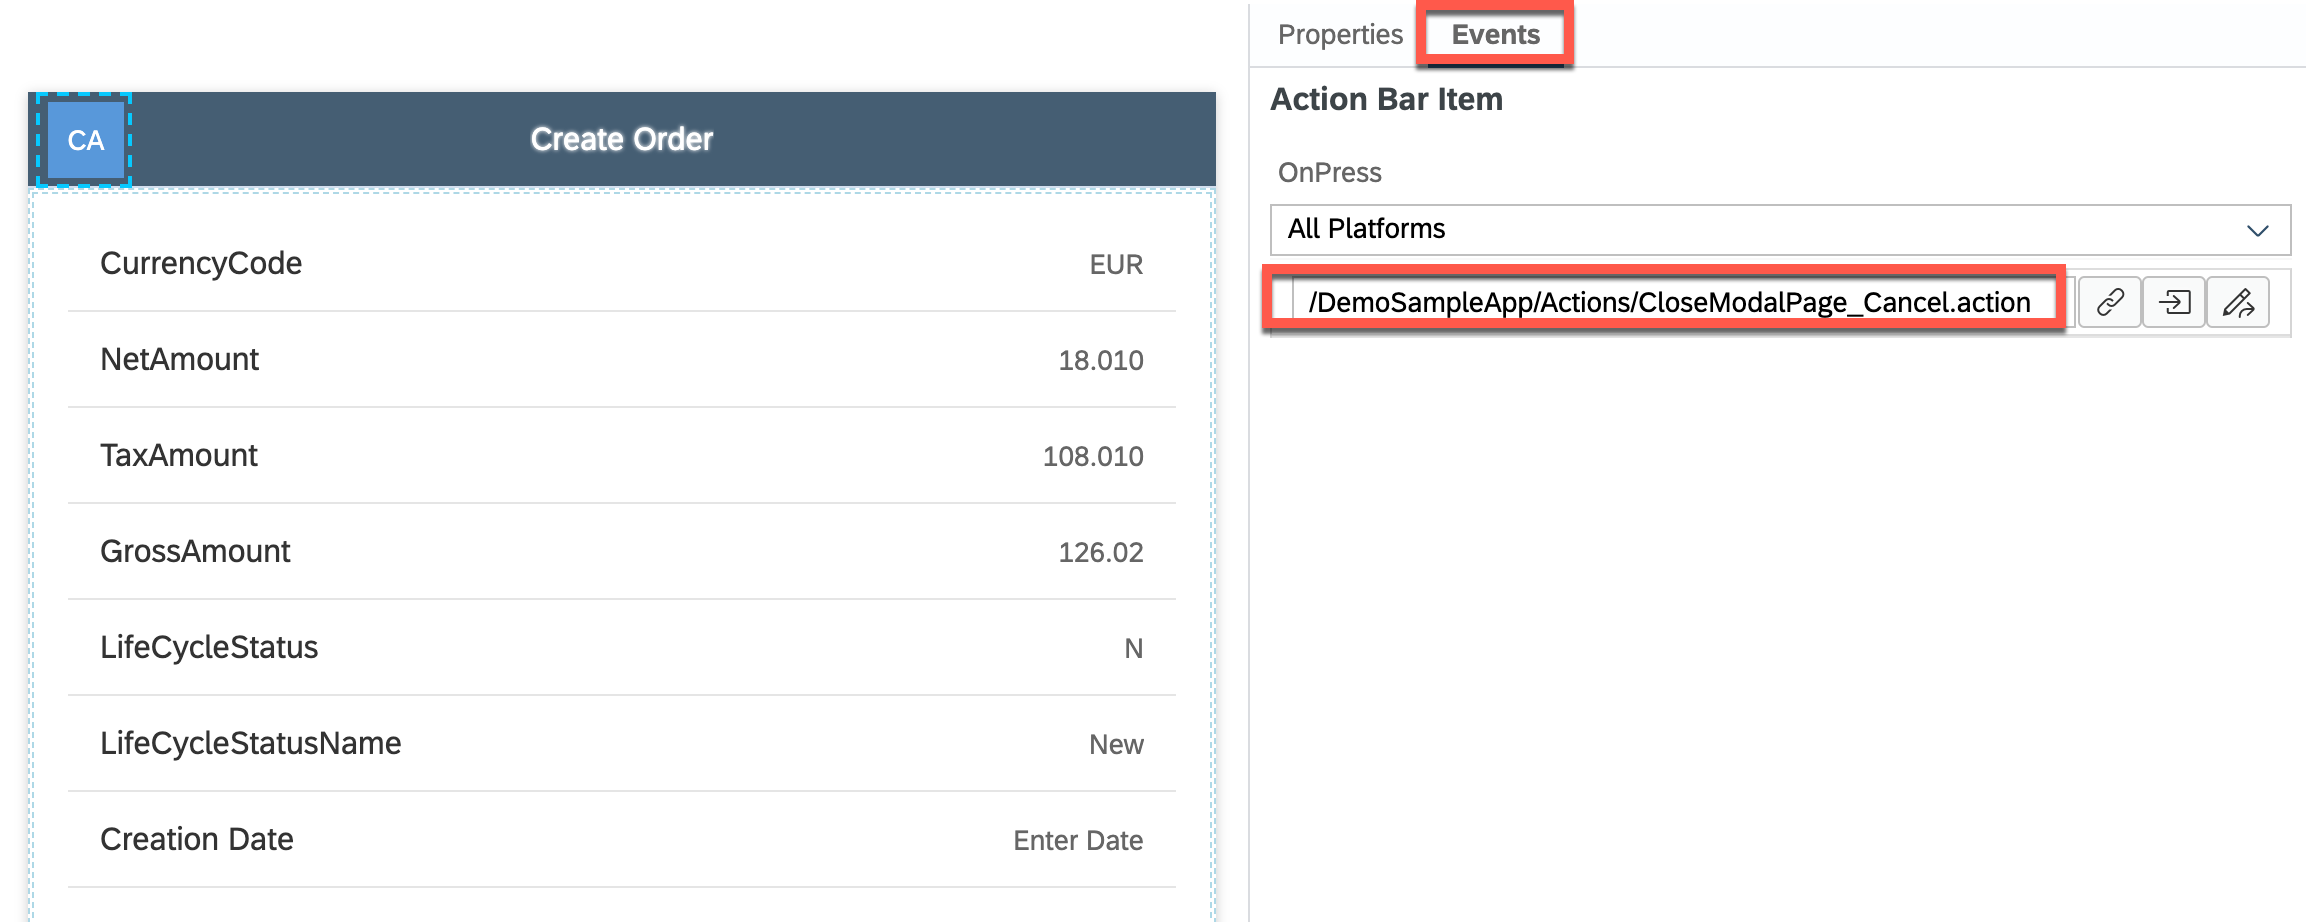 Properties
Events
Action Bar Item
OnPress
All Platforms
/DemoSampleApp/Actions/CloseModalPage_Cancel.action
CA
Create Order
CurrencyCode EUR
NetAmount 18.010
TaxAmount 108.010
GrossAmount 126.02
LifeCycleStatus N
LifeCycleStatusName New
Creation Date Enter Date